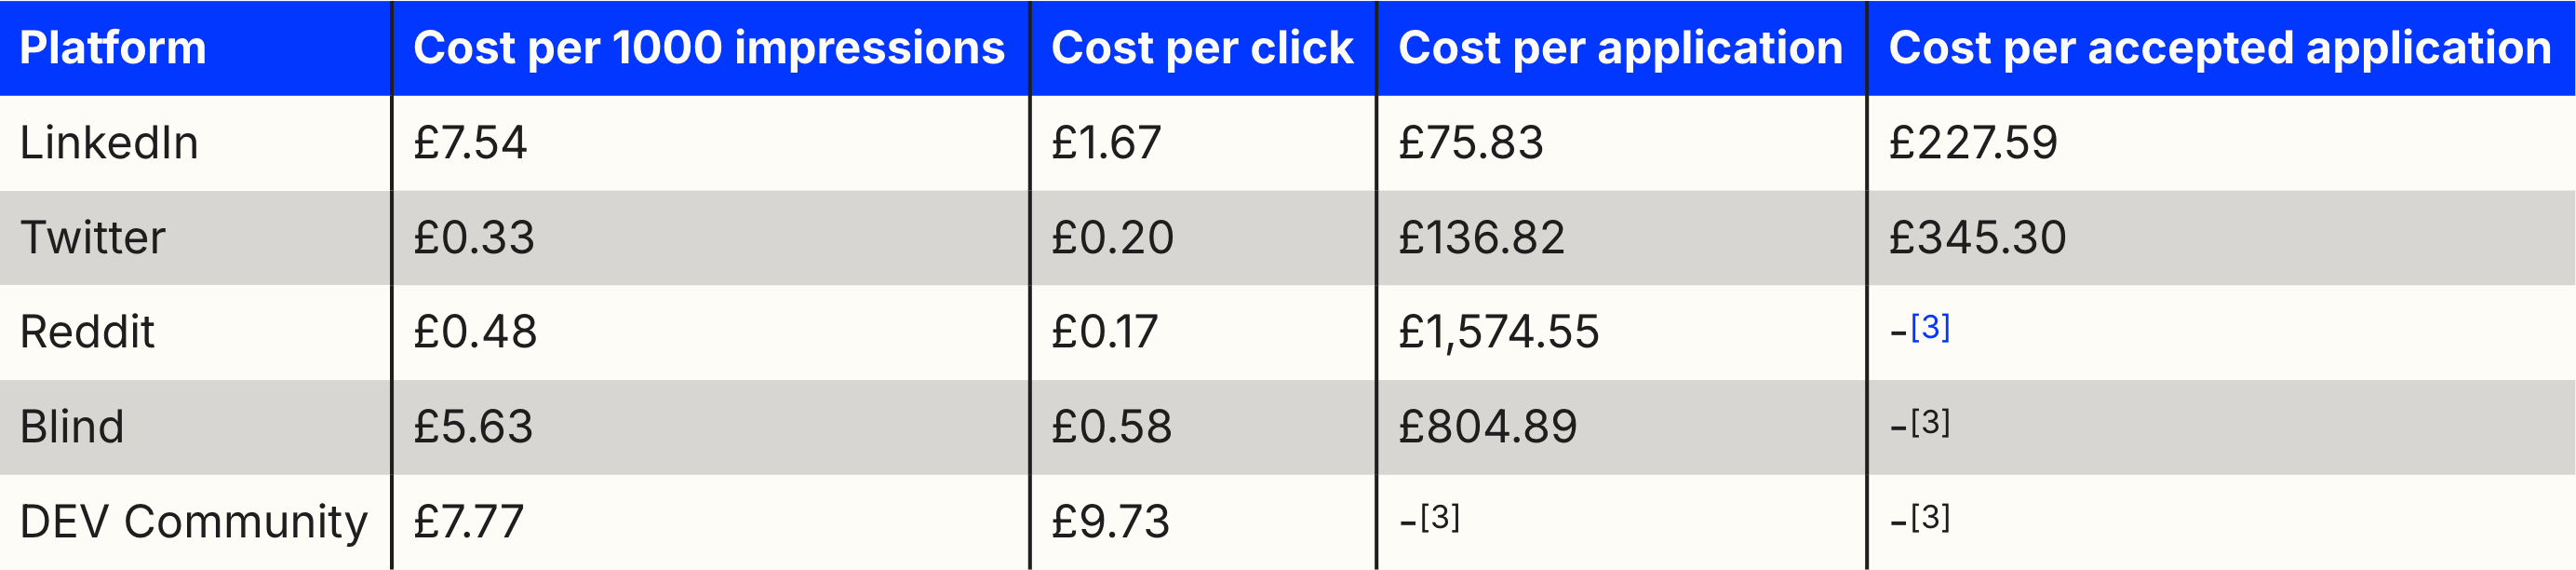 Platform Cost per 1000 impressions Cost per click Cost per application Cost per accepted application
LinkedIn £7.54 £1.67 £75.83 £227.59
Twitter £0.33 £0.20 £136.82 £345.30
Reddit £0.48 £0.17 £1,574.55 -[3]
Blind £5.63 £0.58 £804.89 -[3]
DEV Community £7.77 £9.73 -[3] -[3]